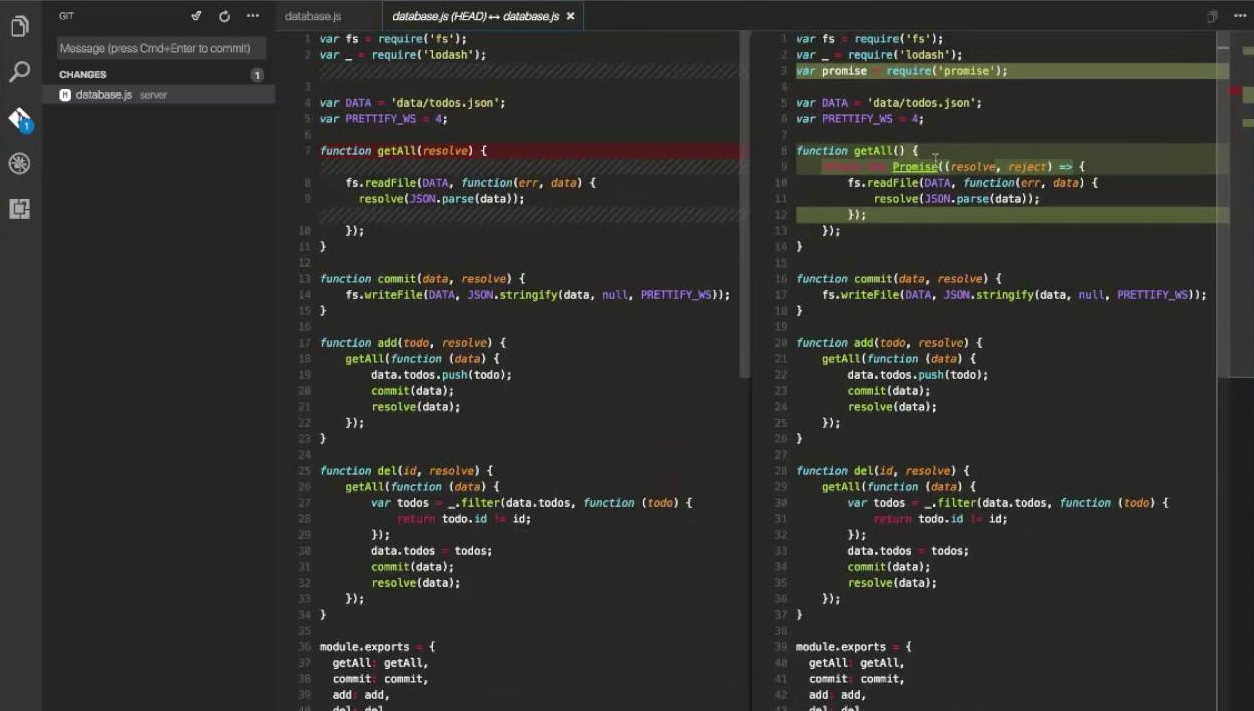 GIT
database.js
database.js (HEAD) ↔ database.js ×
Message (press Cmd+Enter to commit)
CHANGES 1
M database.js server
1
1 var fs = require('fs');
2 var _ = require('lodash');
3
4 var DATA = 'data/todos.json';
5 var PRETTIFY_WS = 4;
6
7 function getAll(resolve) {
8 fs.readFile(DATA, function(err, data) {
9 resolve(JSON.parse(data));
10 });
11 }
12
13 function commit(data, resolve) {
14 fs.writeFile(DATA, JSON.stringify(data, null, PRETTIFY_WS));
15 }
16
17 function add(todo, resolve) {
18 getAll(function (data) {
19 data.todos.push(todo);
20 commit(data);
21 resolve(data);
22 });
23 }
24
25 function del(id, resolve) {
26 getAll(function (data) {
27 var todos = _.filter(data.todos, function (todo) {
28 return todo.id != id;
29 });
30 data.todos = todos;
31 commit(data);
32 resolve(data);
33 });
34 }
35
36 module.exports = {
37 getAll: getAll,
38 commit: commit,
39 add: add,
40 del: del
1 var fs = require('fs');
2 var _ = require('lodash');
3 var promise = require('promise');
4
5 var DATA = 'data/todos.json';
6 var PRETTIFY_WS = 4;
7
8 function getAll() {
9 Promise((resolve, reject) => {
10 fs.readFile(DATA, function(err, data) {
11 resolve(JSON.parse(data));
12 });
13 });
14 }
15
16 function commit(data, resolve) {
17 fs.writeFile(DATA, JSON.stringify(data, null, PRETTIFY_WS));
18 }
19
20 function add(todo, resolve) {
21 getAll(function (data) {
22 data.todos.push(todo);
23 commit(data);
24 resolve(data);
25 });
26 }
27
28 function del(id, resolve) {
29 getAll(function (data) {
30 var todos = _.filter(data.todos, function (todo) {
31 return todo.id != id;
32 });
33 data.todos = todos;
34 commit(data);
35 resolve(data);
36 });
37 }
38
39 module.exports = {
40 getAll: getAll,
41 commit: commit,
42 add: add,
43 del: del